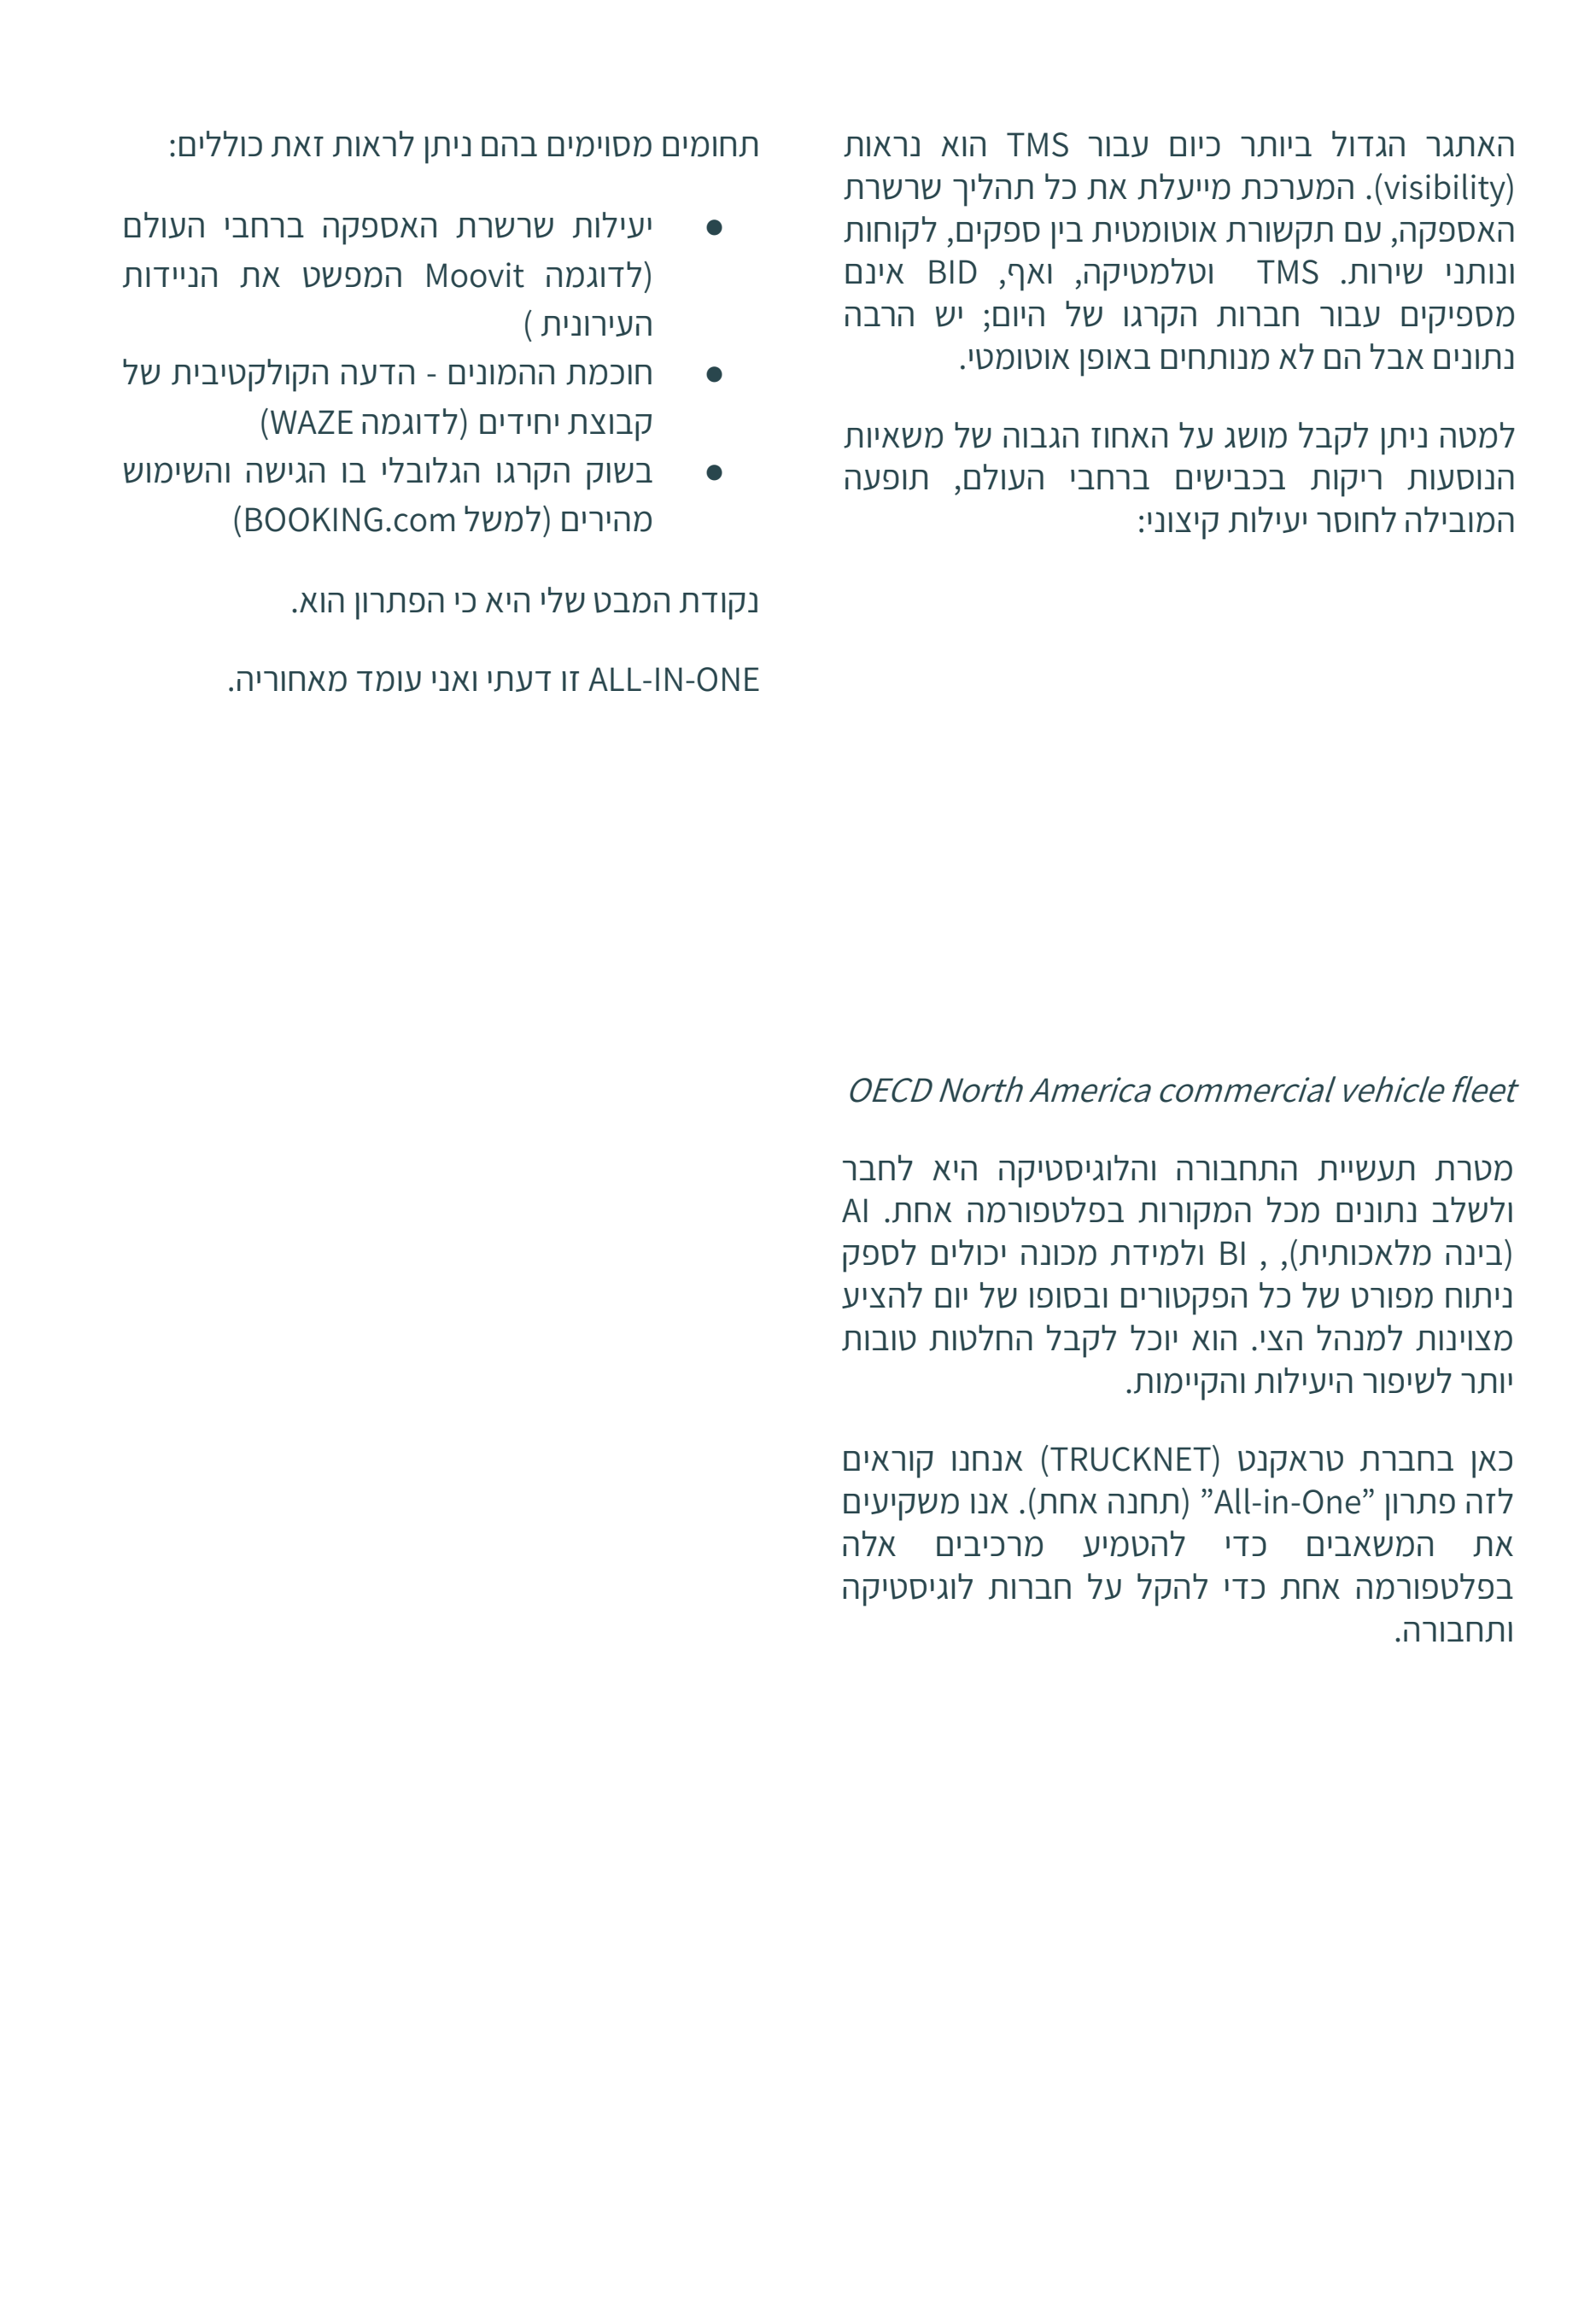 האתגר הגדול ביותר כיום עבור TMS הוא נראות
(visibility). המערכת מייעלת את כל תהליך שרשרת
האספקה, עם תקשורת אוטומטית בין ספקים, לקוחות
ונותני שירות. TMS וטלמטיקה, ואף, BID אינם
מספיקים עבור חברות הקרגו של היום; יש הרבה
נתונים אבל הם לא מנותחים באופן אוטומטי.
למטה ניתן לקבל מושג על האחוז הגבוה של משאיות
הנוסעות ריקות בכבישים ברחבי העולם, תופעה
המובילה לחוסר יעילות קיצוני:
OECD North America commercial vehicle fleet
מטרת תעשיית התחבורה והלוגיסטיקה היא לחבר
ולשלב נתונים מכל המקורות בפלטפורמה אחת. AI
(בינה מלאכותית), , BI ולמידת מכונה יכולים לספק
ניתוח מפורט של כל הפקטורים ובסופו של יום להציע
מצוינות למנהל הצי. הוא יוכל לקבל החלטות טובות
יותר לשיפור היעילות והקיימות.
כאן בחברת טראקנט (TRUCKNET) אנחנו קוראים
לזה פתרון ”All-in-One” (תחנה אחת). אנו משקיעים
את המשאבים כדי להטמיע מרכיבים אלה
בפלטפורמה אחת כדי להקל על חברות לוגיסטיקה
ותחבורה.
תחומים מסוימים בהם ניתן לראות זאת כוללים:
● יעילות שרשרת האספקה ברחבי העולם
(לדוגמה Moovit המפשט את הניידות
העירונית )
● חוכמת ההמונים - הדעה הקולקטיבית של
קבוצת יחידים (לדוגמה WAZE)
● בשוק הקרגו הגלובלי בו הגישה והשימוש
מהירים (למשל BOOKING.com)
נקודת המבט שלי היא כי הפתרון הוא.
ALL-IN-ONE זו דעתי ואני עומד מאחוריה.